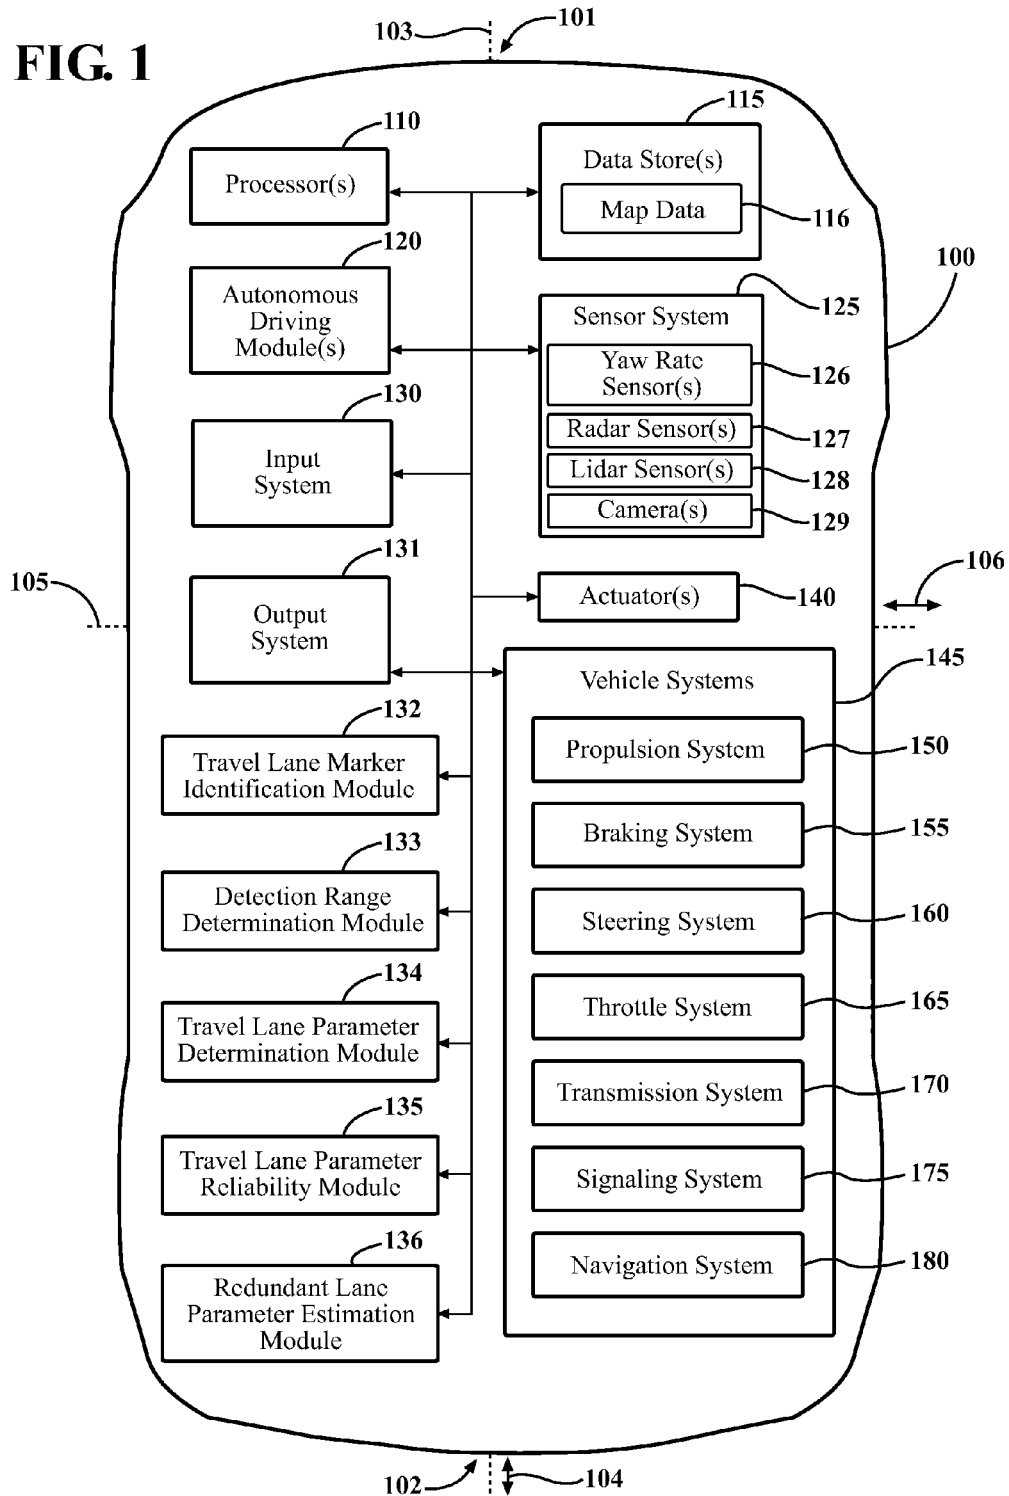 FIG. 1
103
101
110
Processor(s)
115
Data Store(s)
Map Data
116
120
Autonomous
Driving
Module(s)
100
125
Sensor System
Yaw Rate
Sensor(s)
126
Radar Sensor(s)
127
Lidar Sensor(s)
128
Camera(s)
129
130
Input
System
131
Output
System
105
106
Actuator(s)
140
145
Vehicle Systems
132
Travel Lane Marker
Identification Module
Propulsion System
150
Braking System
155
133
Detection Range
Determination Module
Steering System
160
134
Travel Lane Parameter
Determination Module
Throttle System
165
Transmission System
170
135
Travel Lane Parameter
Reliability Module
Signaling System
175
136
Redundant Lane
Parameter Estimation
Module
Navigation System
180
102
104